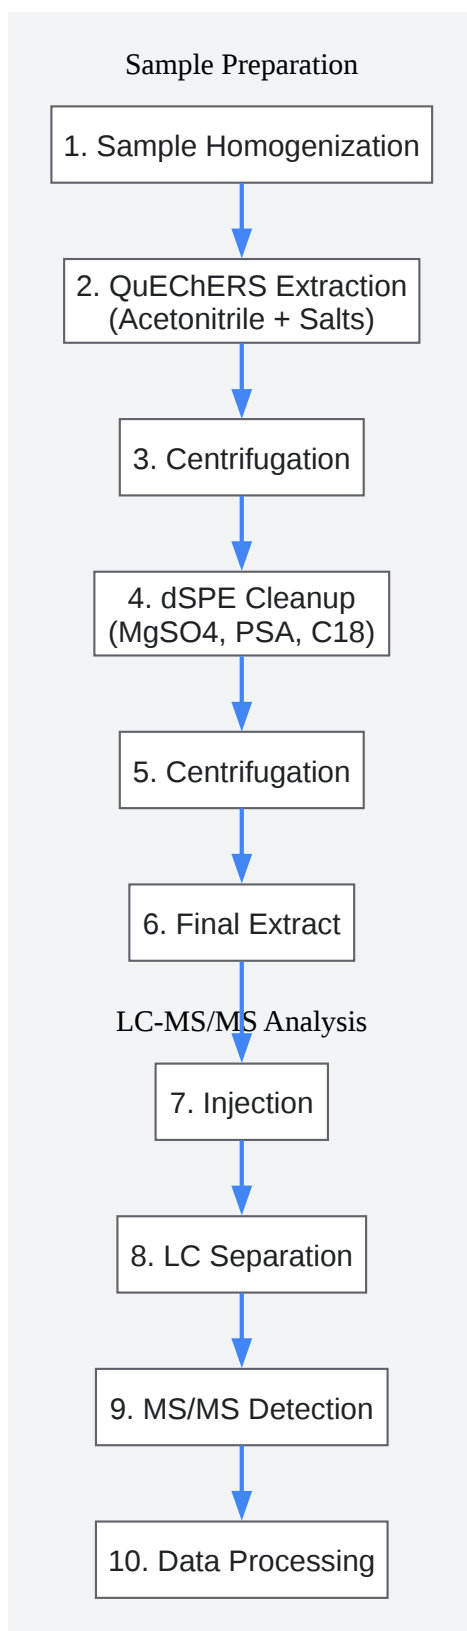 Sample Preparation
1. Sample Homogenization
2. QuEChERS Extraction
(Acetonitrile + Salts)
3. Centrifugation
4. dSPE Cleanup
(MgSO4, PSA, C18)
5. Centrifugation
6. Final Extract
LC-MS/MS Analysis
7. Injection
8. LC Separation
9. MS/MS Detection
10. Data Processing